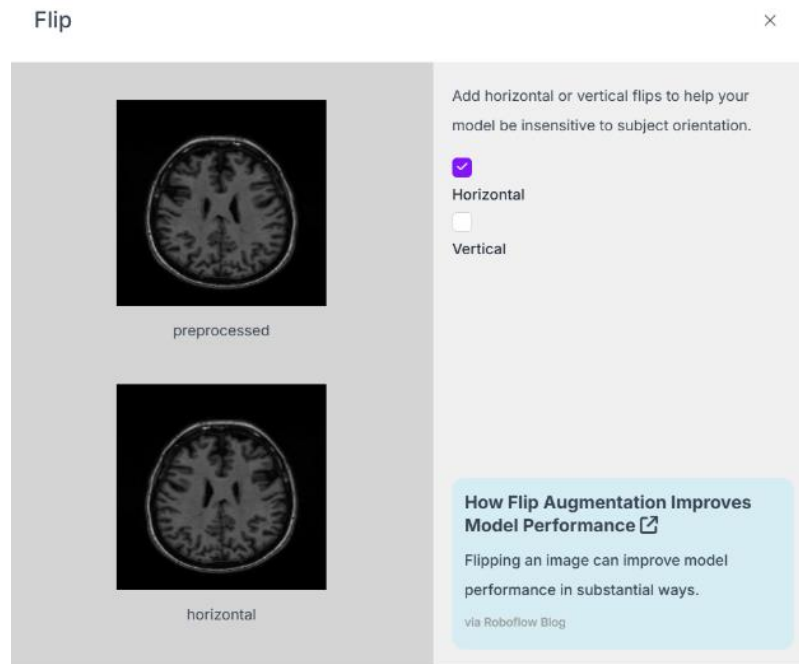 Flip
preprocessed
horizontal
Add horizontal or vertical flips to help your
model be insensitive to subject orientation.
Horizontal
Vertical
How Flip Augmentation Improves
Model Performance
Flipping an image can improve model
performance in substantial ways.
via Roboflow Blog